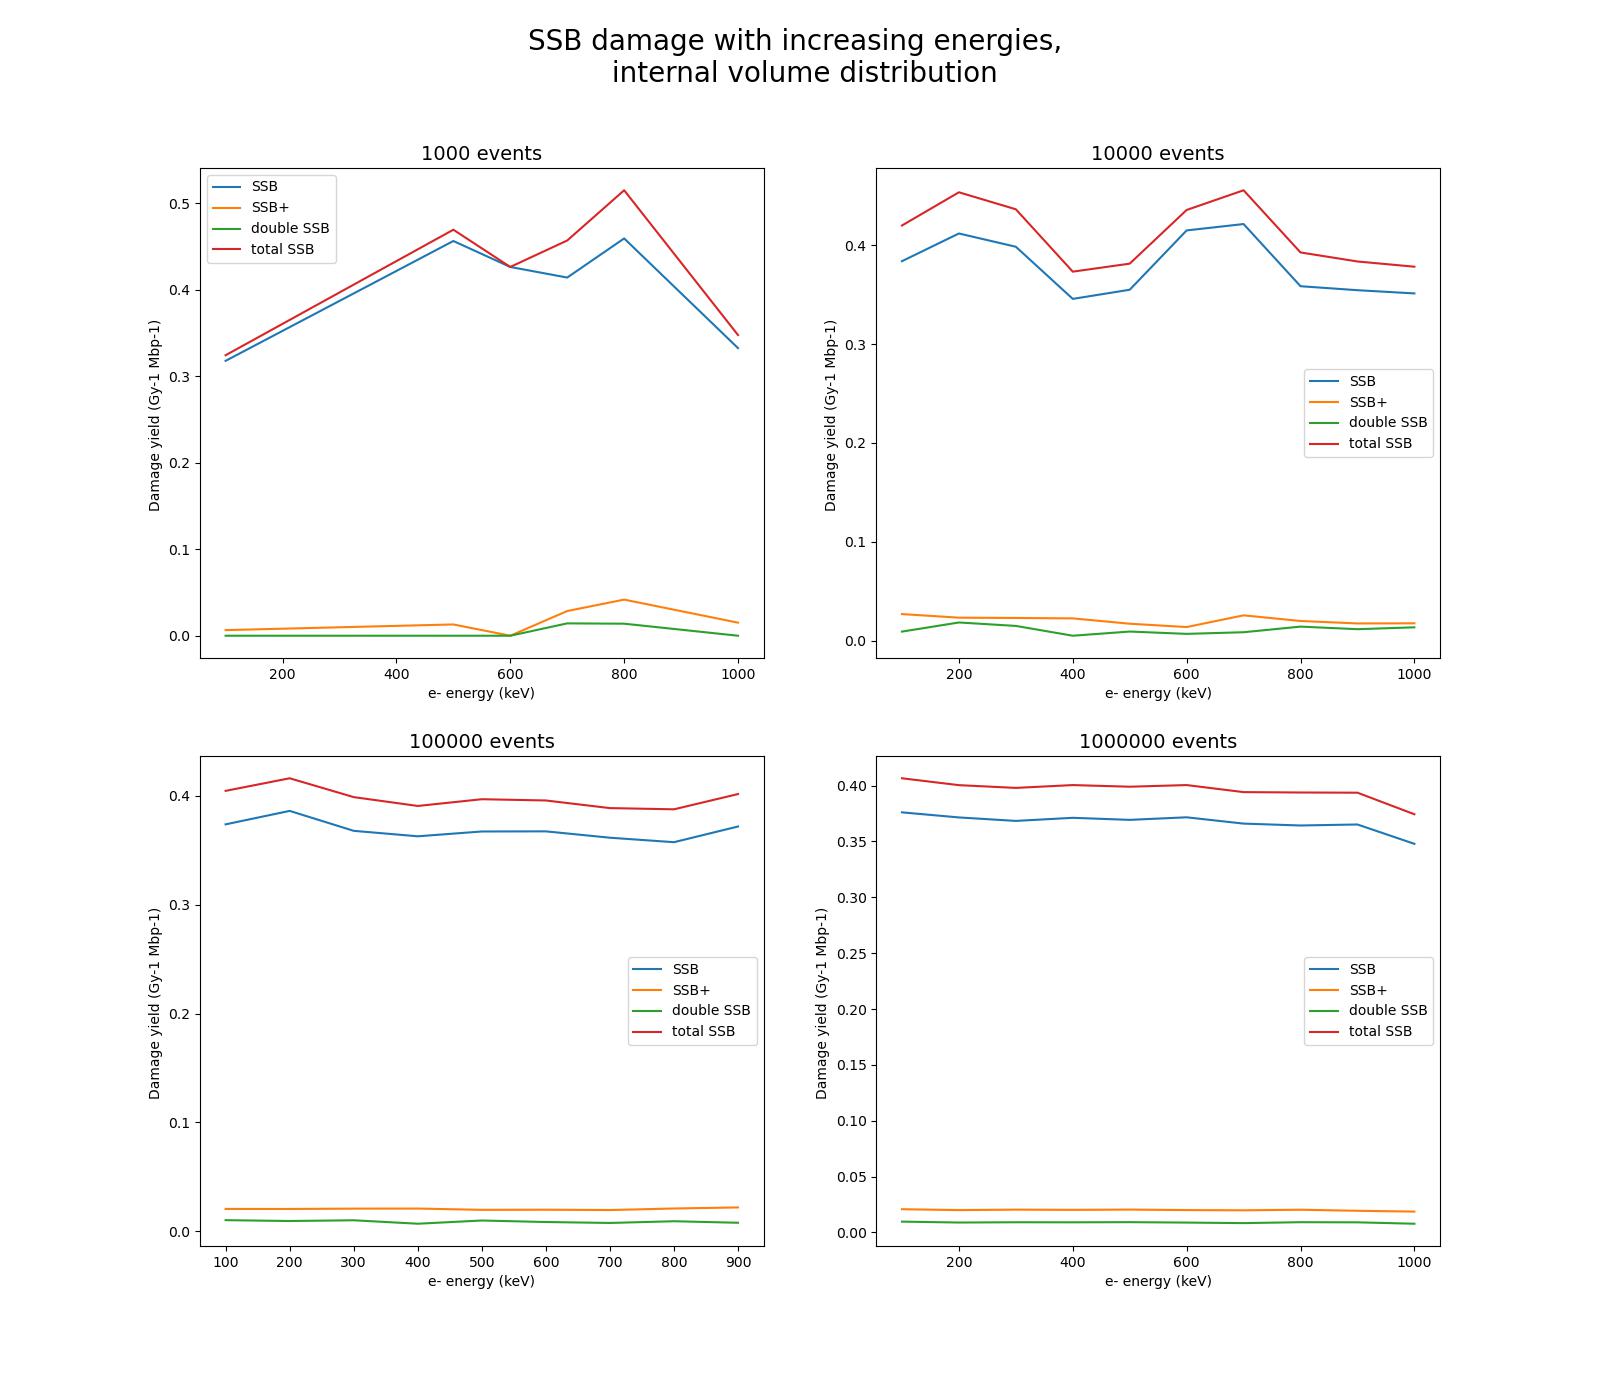 SSB damage with increasing energies,
internal volume distribution
1000 events
SSB
SSB+
double SSB
total SSB
0.5
0.4
0.3
0.2
0.1
0.0
Damage yield (Gy-1 Mbp-1)
200 400 600 800 1000
e- energy (keV)
10000 events
0.4
0.3
0.2
0.1
0.0
Damage yield (Gy-1 Mbp-1)
SSB
SSB+
double SSB
total SSB
200 400 600 800 1000
e- energy (keV)
100000 events
0.4
0.3
0.2
0.1
0.0
Damage yield (Gy-1 Mbp-1)
SSB
SSB+
double SSB
total SSB
100 200 300 400 500 600 700 800 900
e- energy (keV)
1000000 events
0.40
0.35
0.30
0.25
0.20
0.15
0.10
0.05
0.00
Damage yield (Gy-1 Mbp-1)
SSB
SSB+
double SSB
total SSB
200 400 600 800 1000
e- energy (keV)